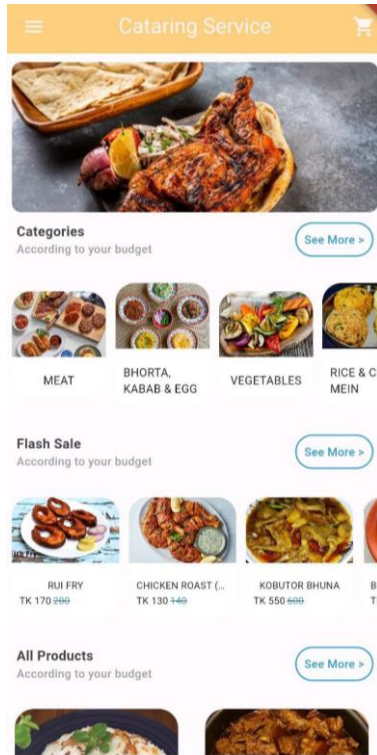 Cataring Service
Categories
According to your budget
See More >
MEAT
BHORTA,
KABAB & EGG
VEGETABLES
RICE & C
MEIN
Flash Sale
According to your budget
See More >
RUI FRY
TK 170 200
CHICKEN ROAST (...
TK 130 140
KOBUTOR BHUNA
TK 550 600
B
T
All Products
According to your budget
See More >